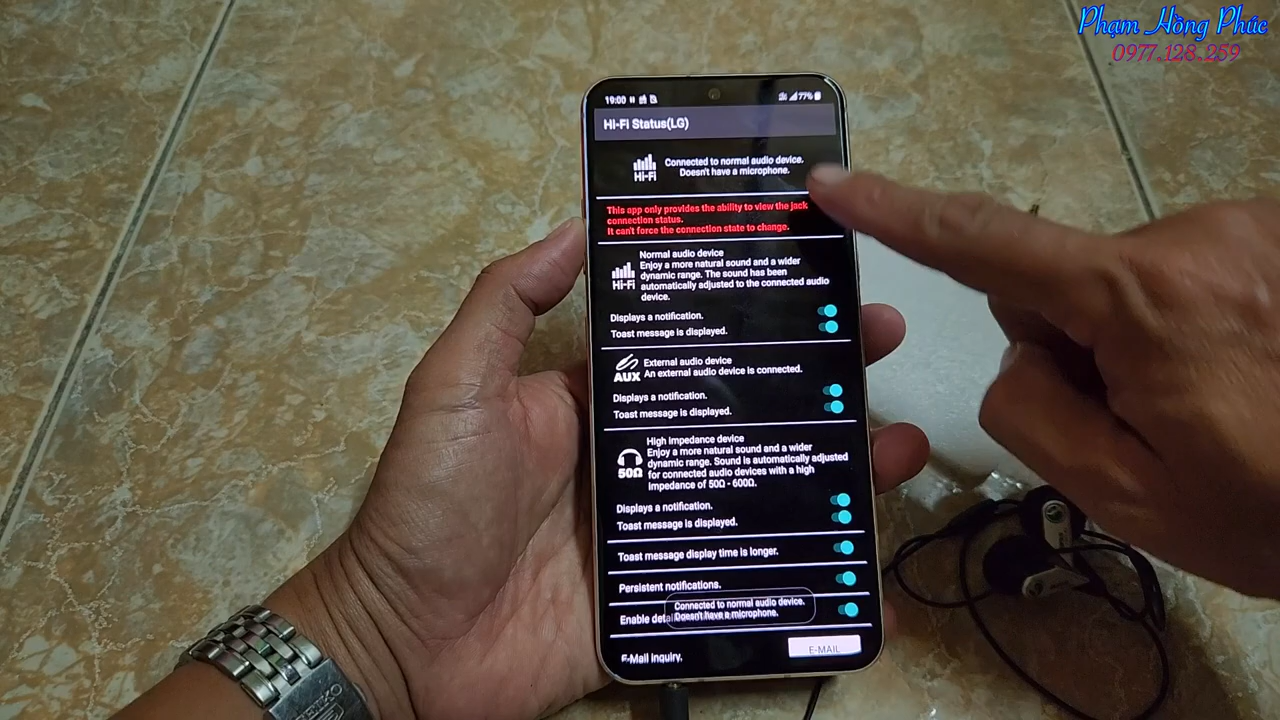 Phạm Hồng Phúc
0977.128.259
19:00
77%
Hi-Fi Status(LG)
Hi-Fi
Connected to normal audio device.
Doesn't have a microphone.
This app only provides the ability to view the jack
connection status.
It can't force the connection state to change.
Normal audio device
Enjoy a more natural sound and a wider
dynamic range. The sound has been
automatically adjusted to the connected audio
device.
Hi-Fi
Displays a notification.
Toast message is displayed.
External audio device
An external audio device is connected.
AUX
Displays a notification.
Toast message is displayed.
High impedance device
Enjoy a more natural sound and a wider
dynamic range. Sound is automatically adjusted
for connected audio devices with a high
impedance of 50Ω - 600Ω.
50Ω
Displays a notification.
Toast message is displayed.
Toast message display time is longer.
Persistent notifications.
Connected to normal audio device.
Doesn't have a microphone.
Enable
E-Mail inquiry.
E-MAIL